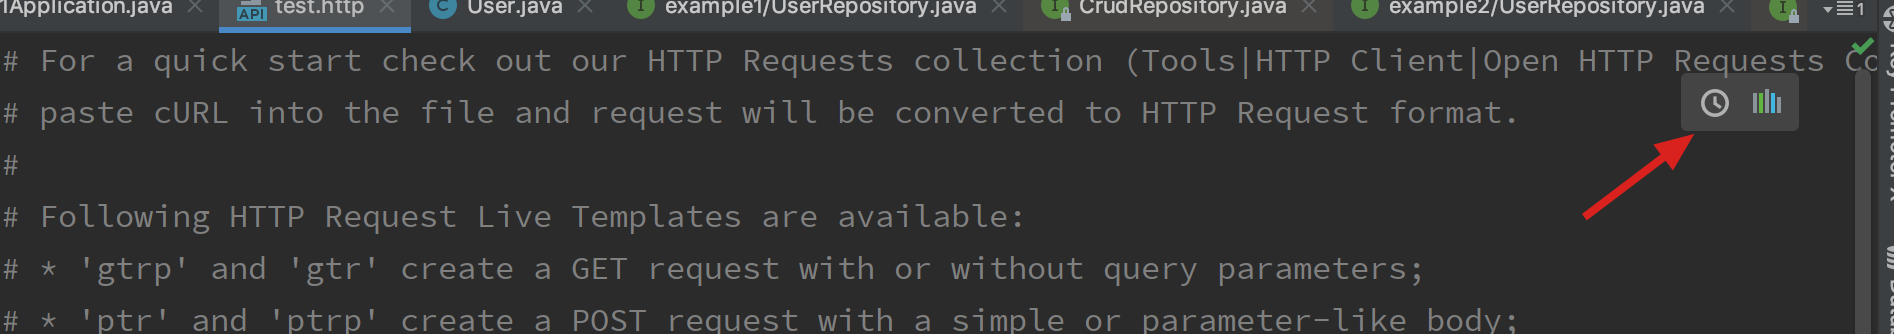 1Application.java test.http User.java example1/UserRepository.java CrudRepository.java example2/UserRepository.java 1
API
# For a quick start check out our HTTP Requests collection (Tools|HTTP Client|Open HTTP Requests Co
# paste cURL into the file and request will be converted to HTTP Request format.
#
# Following HTTP Request Live Templates are available:
# * 'gtrp' and 'gtr' create a GET request with or without query parameters;
# * 'ptr' and 'ptrp' create a POST request with a simple or parameter-like body;